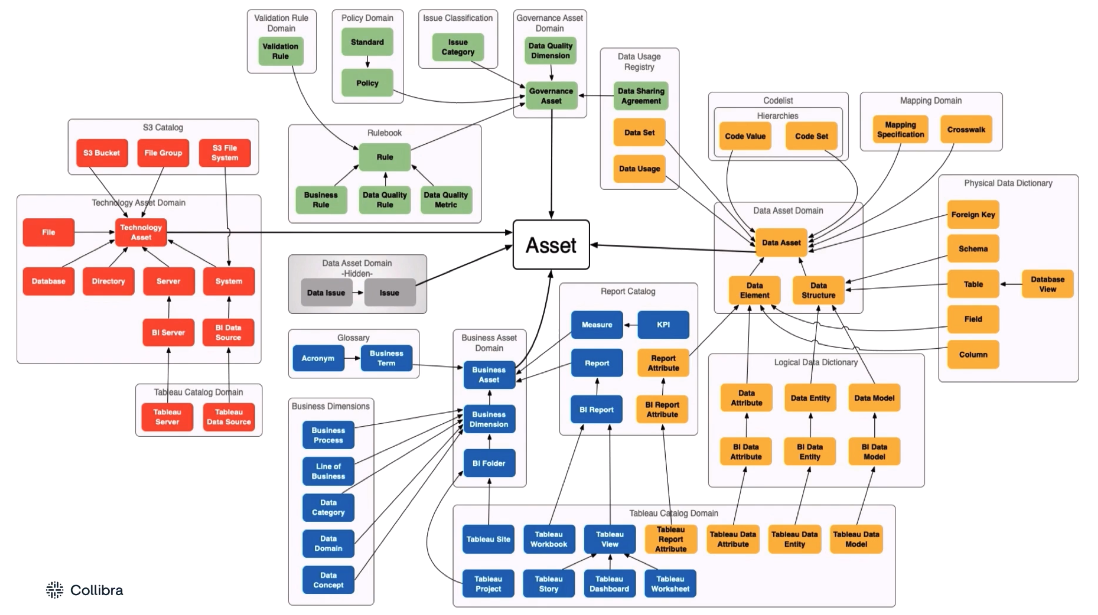 Validation Rule
Domain
Validation
Rule
Policy Domain
Standard
Policy
Issue Classification
Issue
Category
Governance Asset
Domain
Data Quality
Dimension
Governance
Asset
Data Usage
Registry
Data Sharing
Agreement
Data Set
Data Usage
Codelist
Hierarchies
Code Value
Code Set
Mapping Domain
Mapping
Specification
Crosswalk
S3 Catalog
S3 Bucket
File Group
S3 File
System
Rulebook
Rule
Business
Rule
Data Quality
Rule
Data Quality
Metric
Technology Asset Domain
File
Technology
Asset
Database
Directory
Server
System
BI Server
BI Data
Source
Tableau Catalog Domain
Tableau
Server
Tableau
Data Source
Asset
Data Asset Domain
-Hidden-
Data Issue
Issue
Data Asset Domain
Data Asset
Data
Element
Data
Structure
Physical Data Dictionary
Foreign Key
Schema
Table
Database
View
Field
Column
Glossary
Acronym
Business
Term
Business Asset
Domain
Business
Asset
Business
Dimension
BI Folder
Report Catalog
Measure
KPI
Report
Report
Attribute
BI Report
BI Report
Attribute
Logical Data Dictionary
Data
Attribute
Data Entity
Data Model
BI Data
Attribute
BI Data
Entity
BI Data
Model
Business Dimensions
Business
Process
Line of
Business
Data
Category
Data
Domain
Data
Concept
Tableau Catalog Domain
Tableau Site
Tableau
Workbook
Tableau
View
Tableau
Report
Attribute
Tableau Data
Attribute
Tableau Data
Entity
Tableau Data
Model
Tableau
Project
Tableau
Story
Tableau
Dashboard
Tableau
Worksheet
Collibra